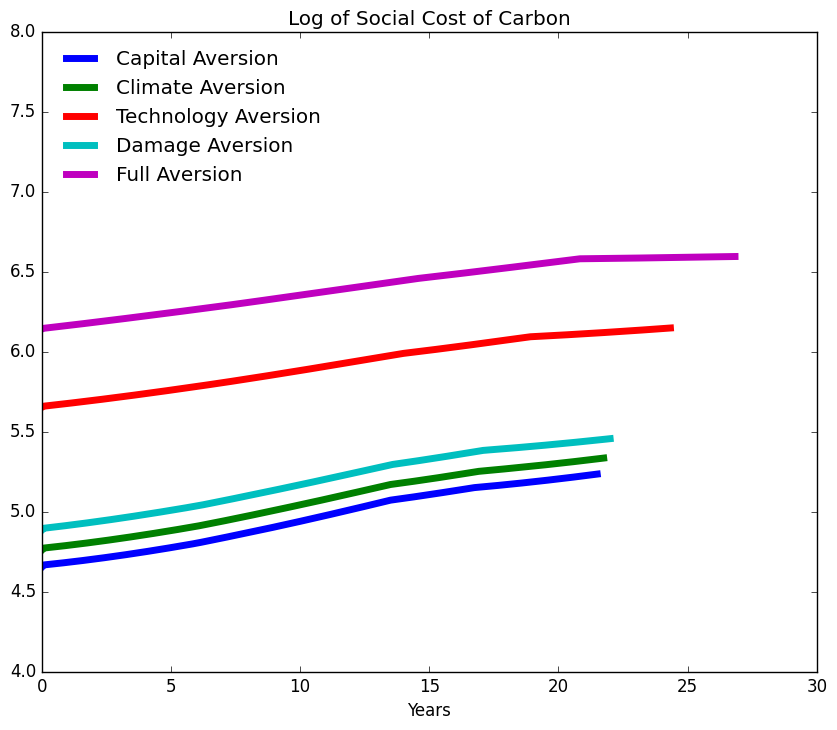 Log of Social Cost of Carbon
8.0
7.5
7.0
6.5
6.0
5.5
5.0
4.5
4.0
Capital Aversion
Climate Aversion
Technology Aversion
Damage Aversion
Full Aversion
0 5 10 15 20 25 30
Years